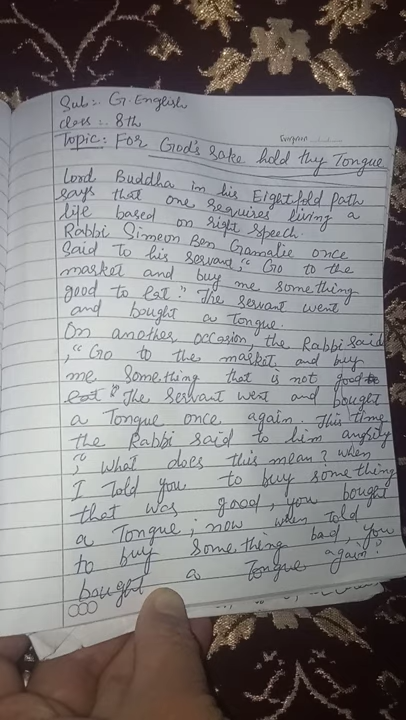 Sub:- G. English
class:- 8th
Topic: For God's sake hold thy Tongue
Lord Buddha in his Eightfold Path
says that one requires living a
life based on right speech.
Rabbi Simeon Ben Gamalie once
said to his servant, "Go to the
market and buy me something
good to eat." The servant went
and bought a Tongue.
On another occasion, the Rabbi said
, "Go to the market and buy
me something that is not good to
eat." The servant went and bought
a Tongue once again. This time
the Rabbi said to him angrily
, "What does this mean? when
I told you to buy something
that was good, you bought
a Tongue; now when told
to buy something bad, you
bought a Tongue again?